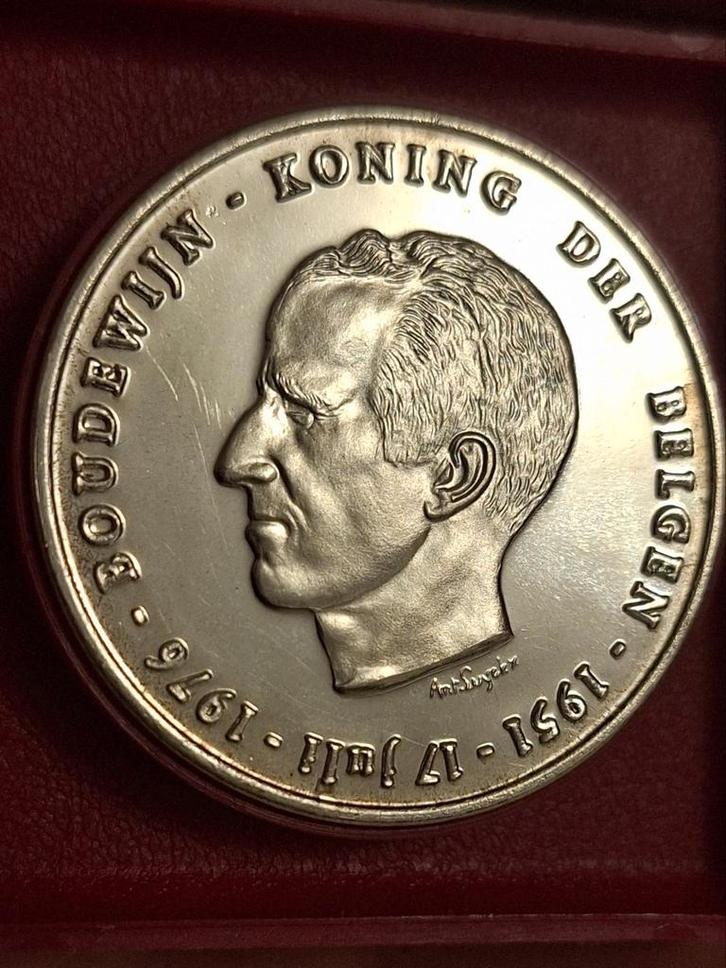 BOUDEWIJN - KONING DER BELGEN - 1951 - 17 juli - 1976 -